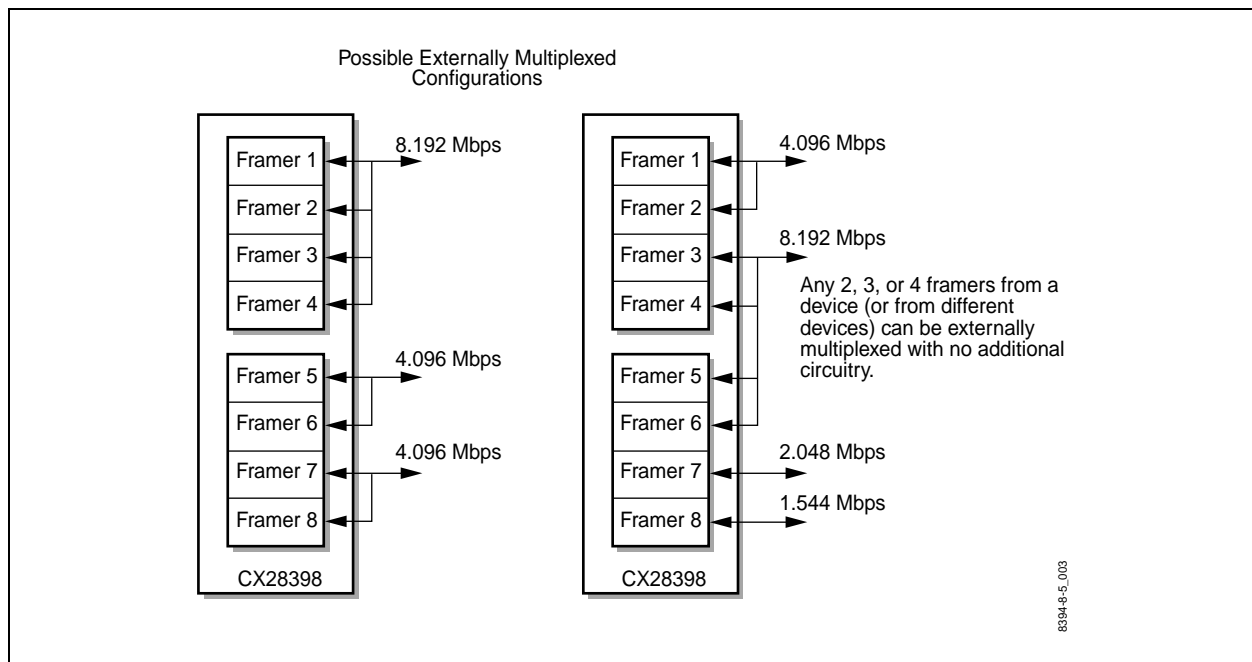 Possible Externally Multiplexed
Configurations
Framer 1
Framer 2
Framer 3
Framer 4
Framer 5
Framer 6
Framer 7
Framer 8
CX28398
8.192 Mbps
4.096 Mbps
4.096 Mbps
Framer 1
Framer 2
Framer 3
Framer 4
Framer 5
Framer 6
Framer 7
Framer 8
CX28398
4.096 Mbps
8.192 Mbps
Any 2, 3, or 4 framers from a
device (or from different
devices) can be externally
multiplexed with no additional
circuitry.
2.048 Mbps
1.544 Mbps
8394-8-5_003